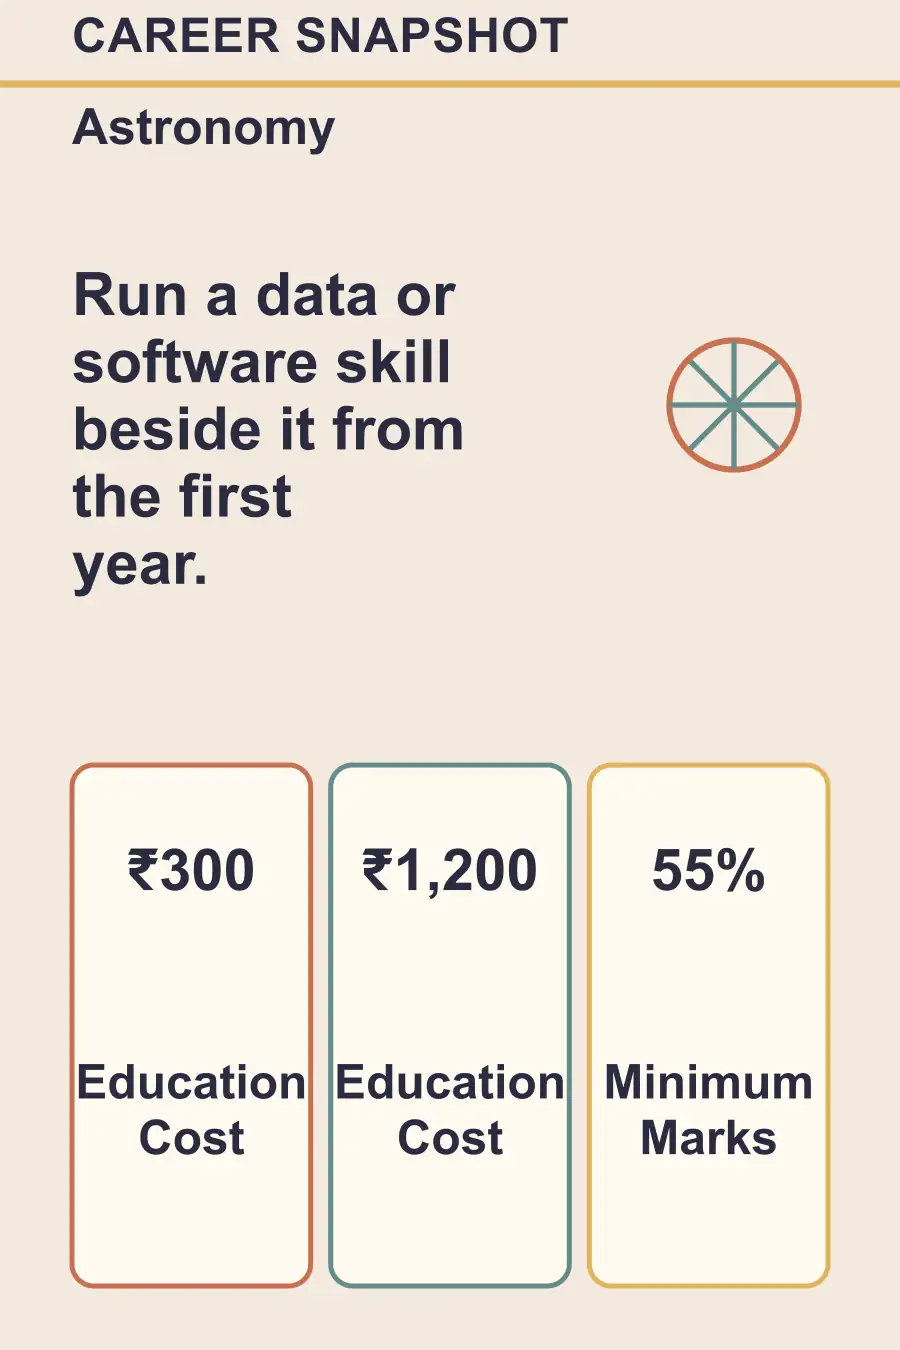 CAREER SNAPSHOT
Astronomy
Run a data or
software skill
beside it from
the first
year.
₹300
Education
Cost
₹1,200
Education
Cost
55%
Minimum
Marks